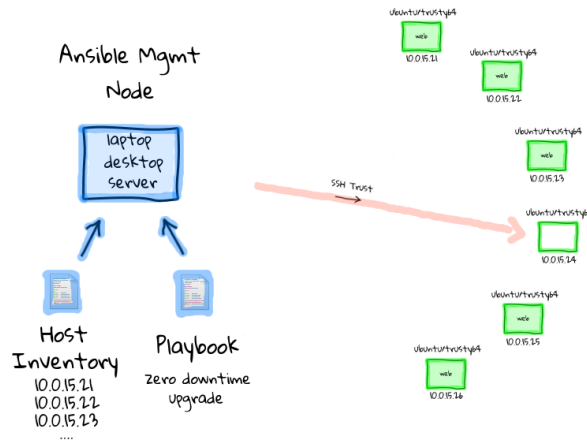 Ansible Mgmt
Node
laptop
desktop
server
Host
Inventory
10.0.15.21
10.0.15.22
10.0.15.23
....
Playbook
zero downtime
upgrade
SSH Trust
ubuntu/trusty64
web
10.0.15.21
ubuntu/trusty64
web
10.0.15.22
ubuntu/trusty64
web
10.0.15.23
ubuntu/trusty6
10.0.15.24
ubuntu/trusty64
web
10.0.15.25
ubuntu/trusty64
web
10.0.15.26